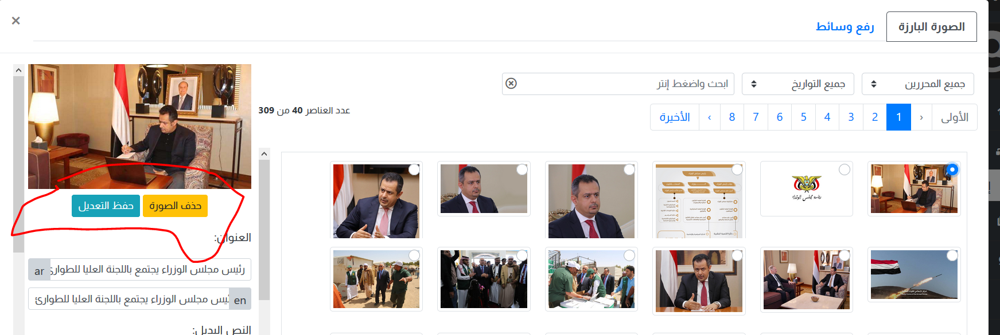 ×
الصورة البارزة
رفع وسائط
جميع المحررين
جميع التواريخ
ابحث واضغط إنتر
الأولى
‹
1
2
3
4
5
6
7
8
›
الأخيرة
عدد العناصر 40 من 309
حذف الصورة
حفظ التعديل
العنوان:
رئيس مجلس الوزراء يجتمع باللجنة العليا للطوارئ
ar
en
ئيس مجلس الوزراء يجتمع باللجنة العليا للطوارئ
النص البديل:
رئاسة مجلس الوزراء